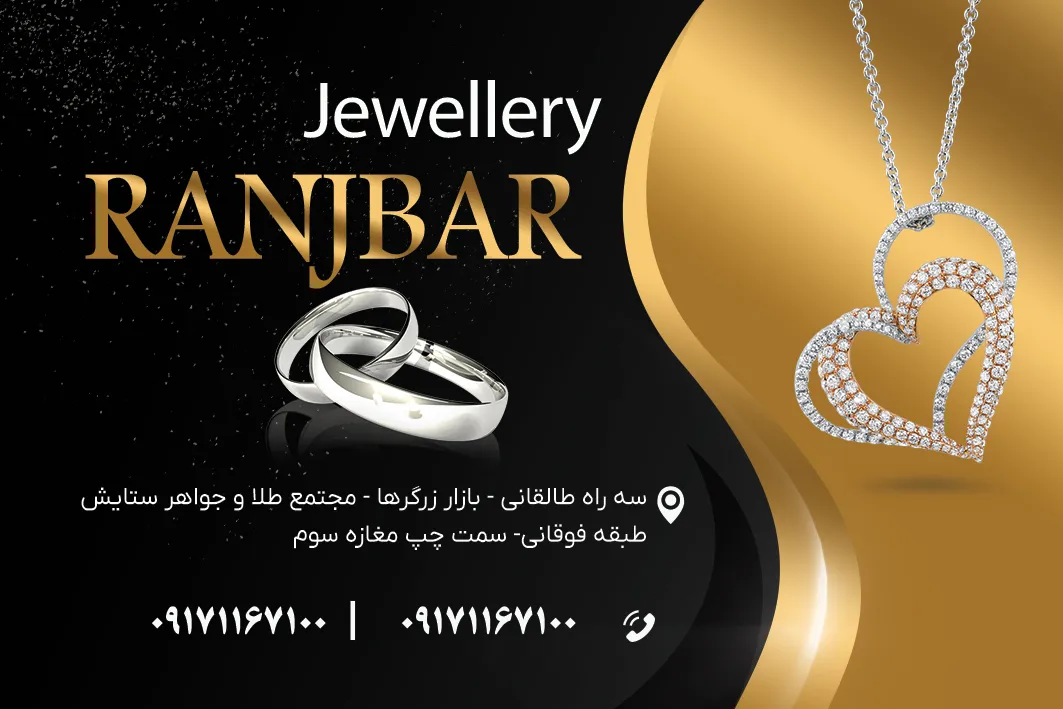 Jewellery
RANJBAR
سه راه طالقانی - بازار زرگرها - مجتمع طلا و جواهر ستایش
طبقه فوقانی- سمت چپ مغازه سوم
۰۹۱۷۱۱۶۷۱۰۰ | ۰۹۱۷۱۱۶۷۱۰۰